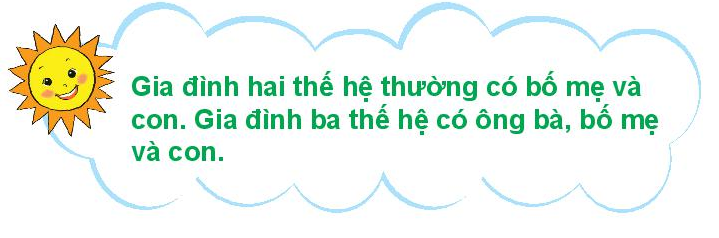 Gia đình hai thế hệ thường có bố mẹ và
con. Gia đình ba thế hệ có ông bà, bố mẹ
và con.